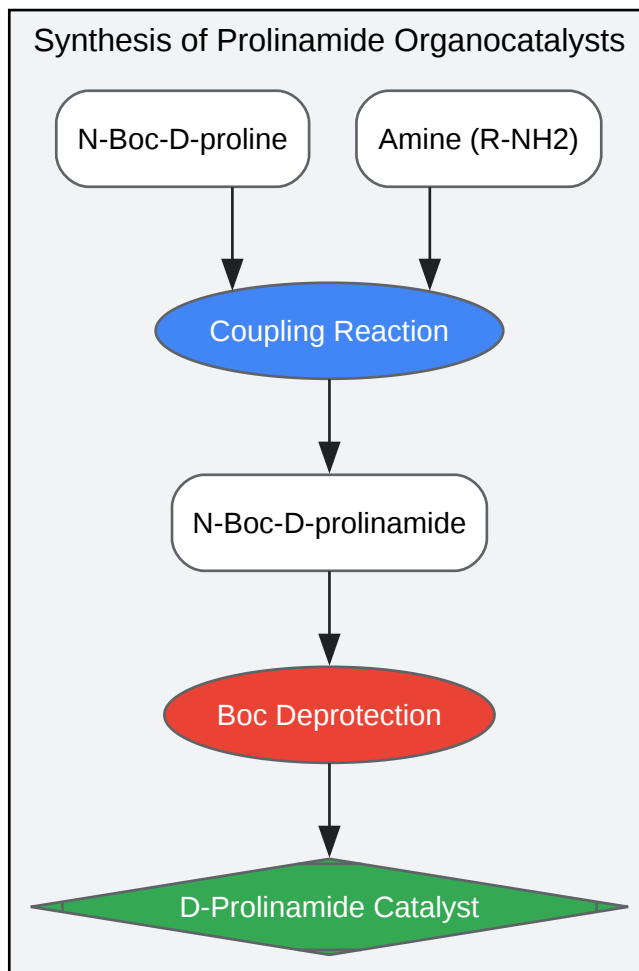 Synthesis of Prolinamide Organocatalysts
N-Boc-D-proline
Amine (R-NH2)
Coupling Reaction
N-Boc-D-prolinamide
Boc Deprotection
D-Prolinamide Catalyst